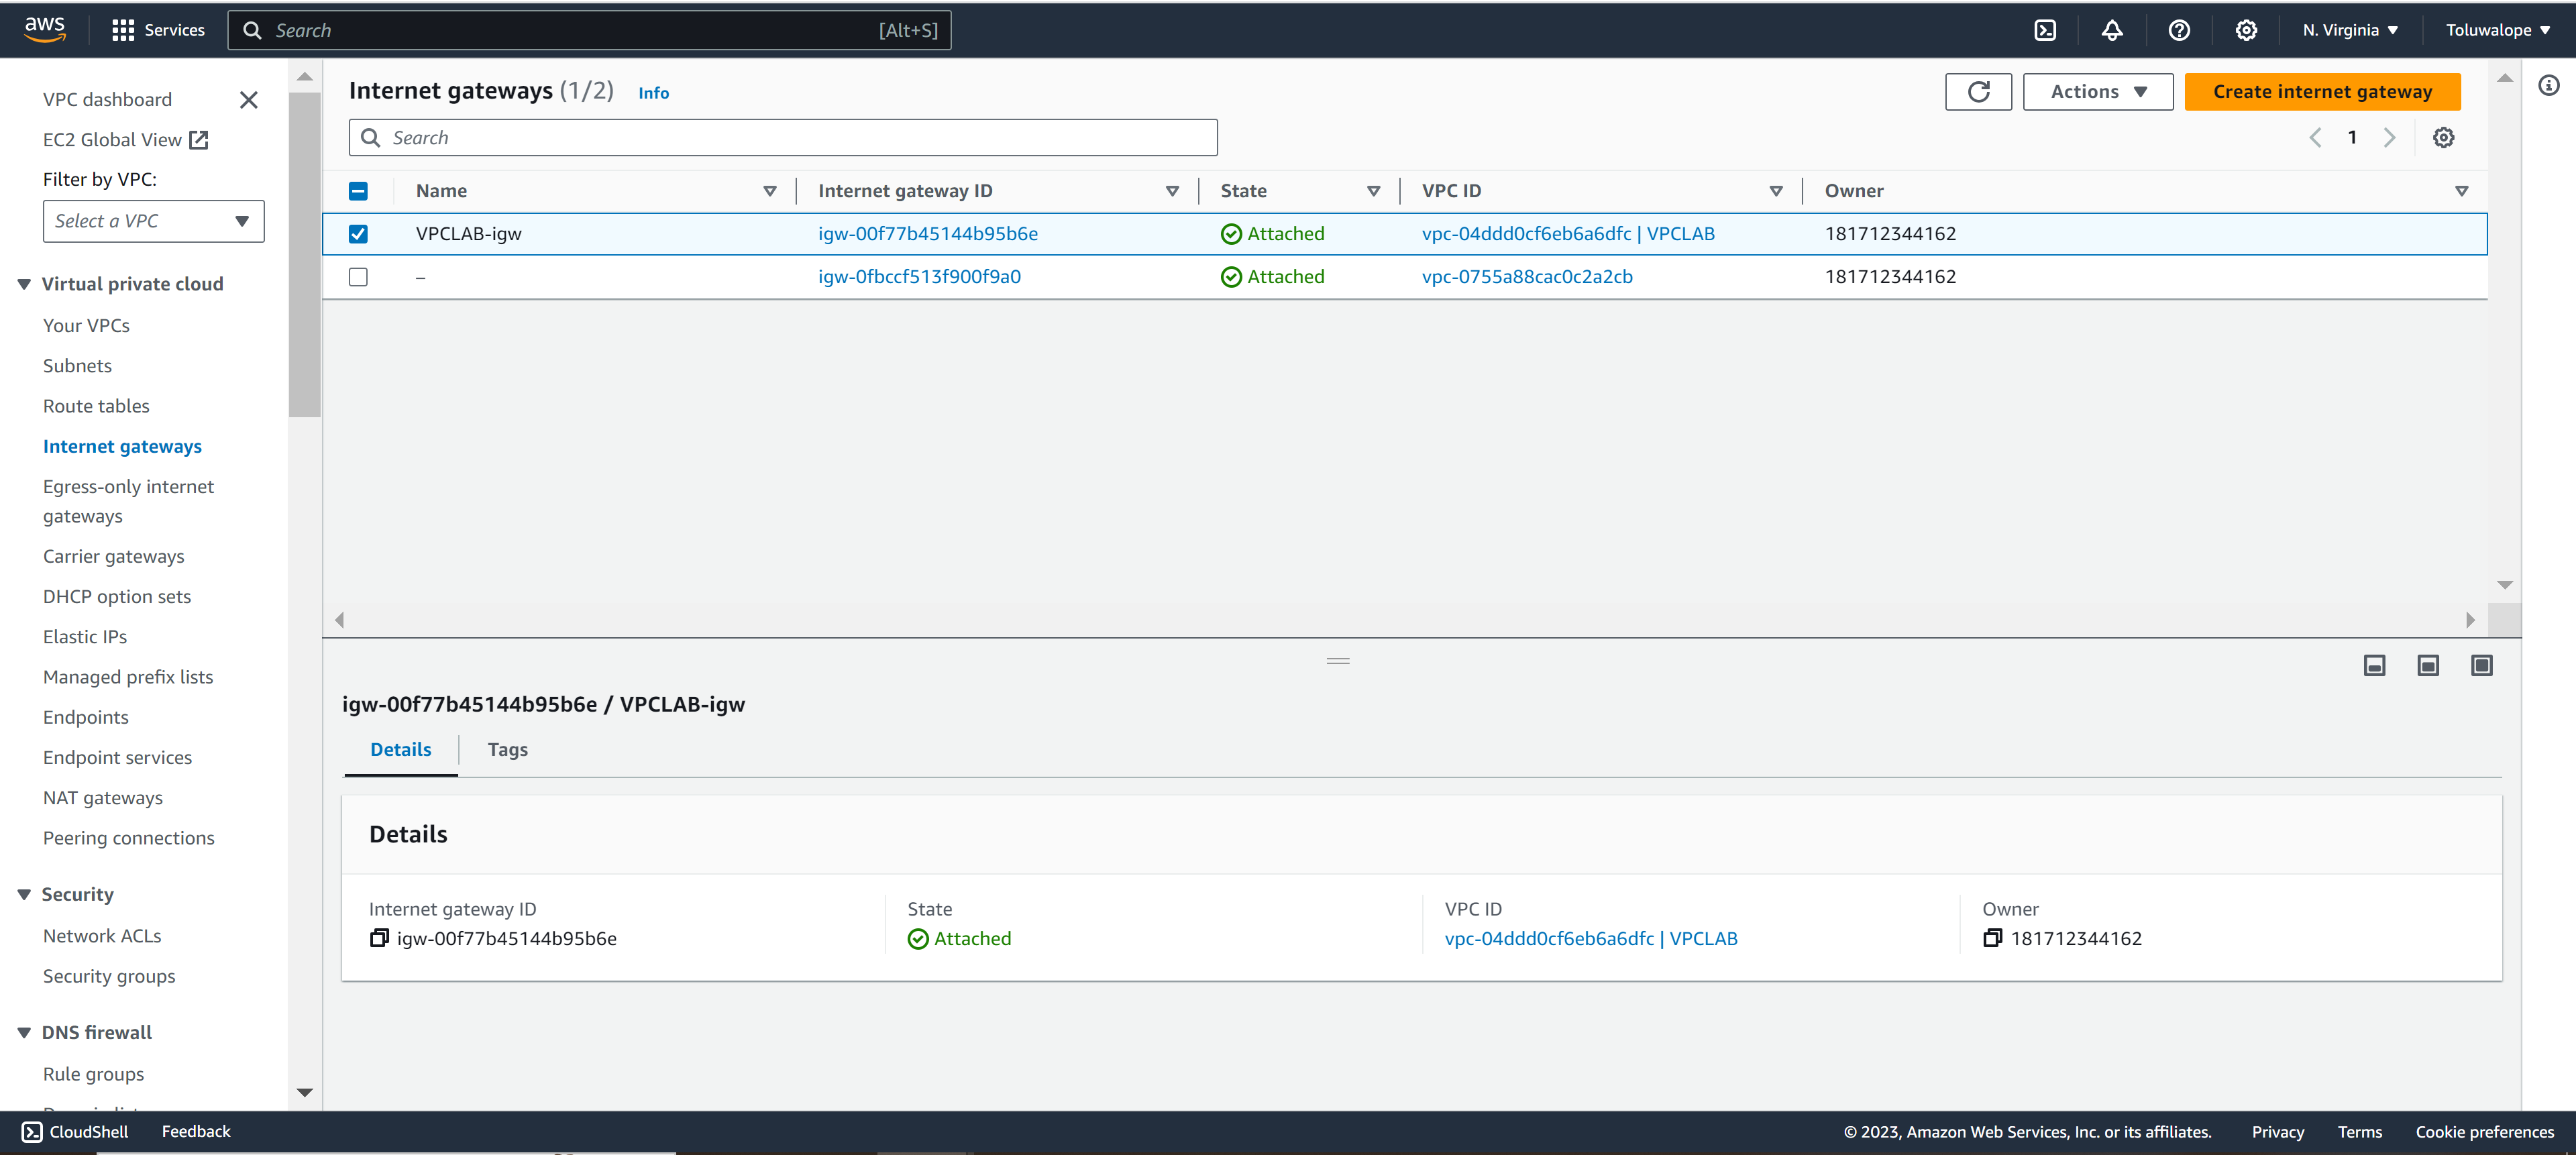 aws
Services
Search
[Alt+S]
N. Virginia
Toluwalope
VPC dashboard
EC2 Global View
Filter by VPC:
Select a VPC
Virtual private cloud
Your VPCs
Subnets
Route tables
Internet gateways
Egress-only internet
gateways
Carrier gateways
DHCP option sets
Elastic IPs
Managed prefix lists
Endpoints
Endpoint services
NAT gateways
Peering connections
Security
Network ACLs
Security groups
DNS firewall
Rule groups
Internet gateways (1/2) Info
Actions
Create internet gateway
Search
1
Name Internet gateway ID State VPC ID Owner
VPCLAB-igw igw-00f77b45144b95b6e Attached vpc-04ddd0cf6eb6a6dfc | VPCLAB 181712344162
– igw-0fbccf513f900f9a0 Attached vpc-0755a88cac0c2a2cb 181712344162
igw-00f77b45144b95b6e / VPCLAB-igw
Details Tags
Details
Internet gateway ID State VPC ID Owner
igw-00f77b45144b95b6e Attached vpc-04ddd0cf6eb6a6dfc | VPCLAB 181712344162
CloudShell Feedback © 2023, Amazon Web Services, Inc. or its affiliates. Privacy Terms Cookie preferences